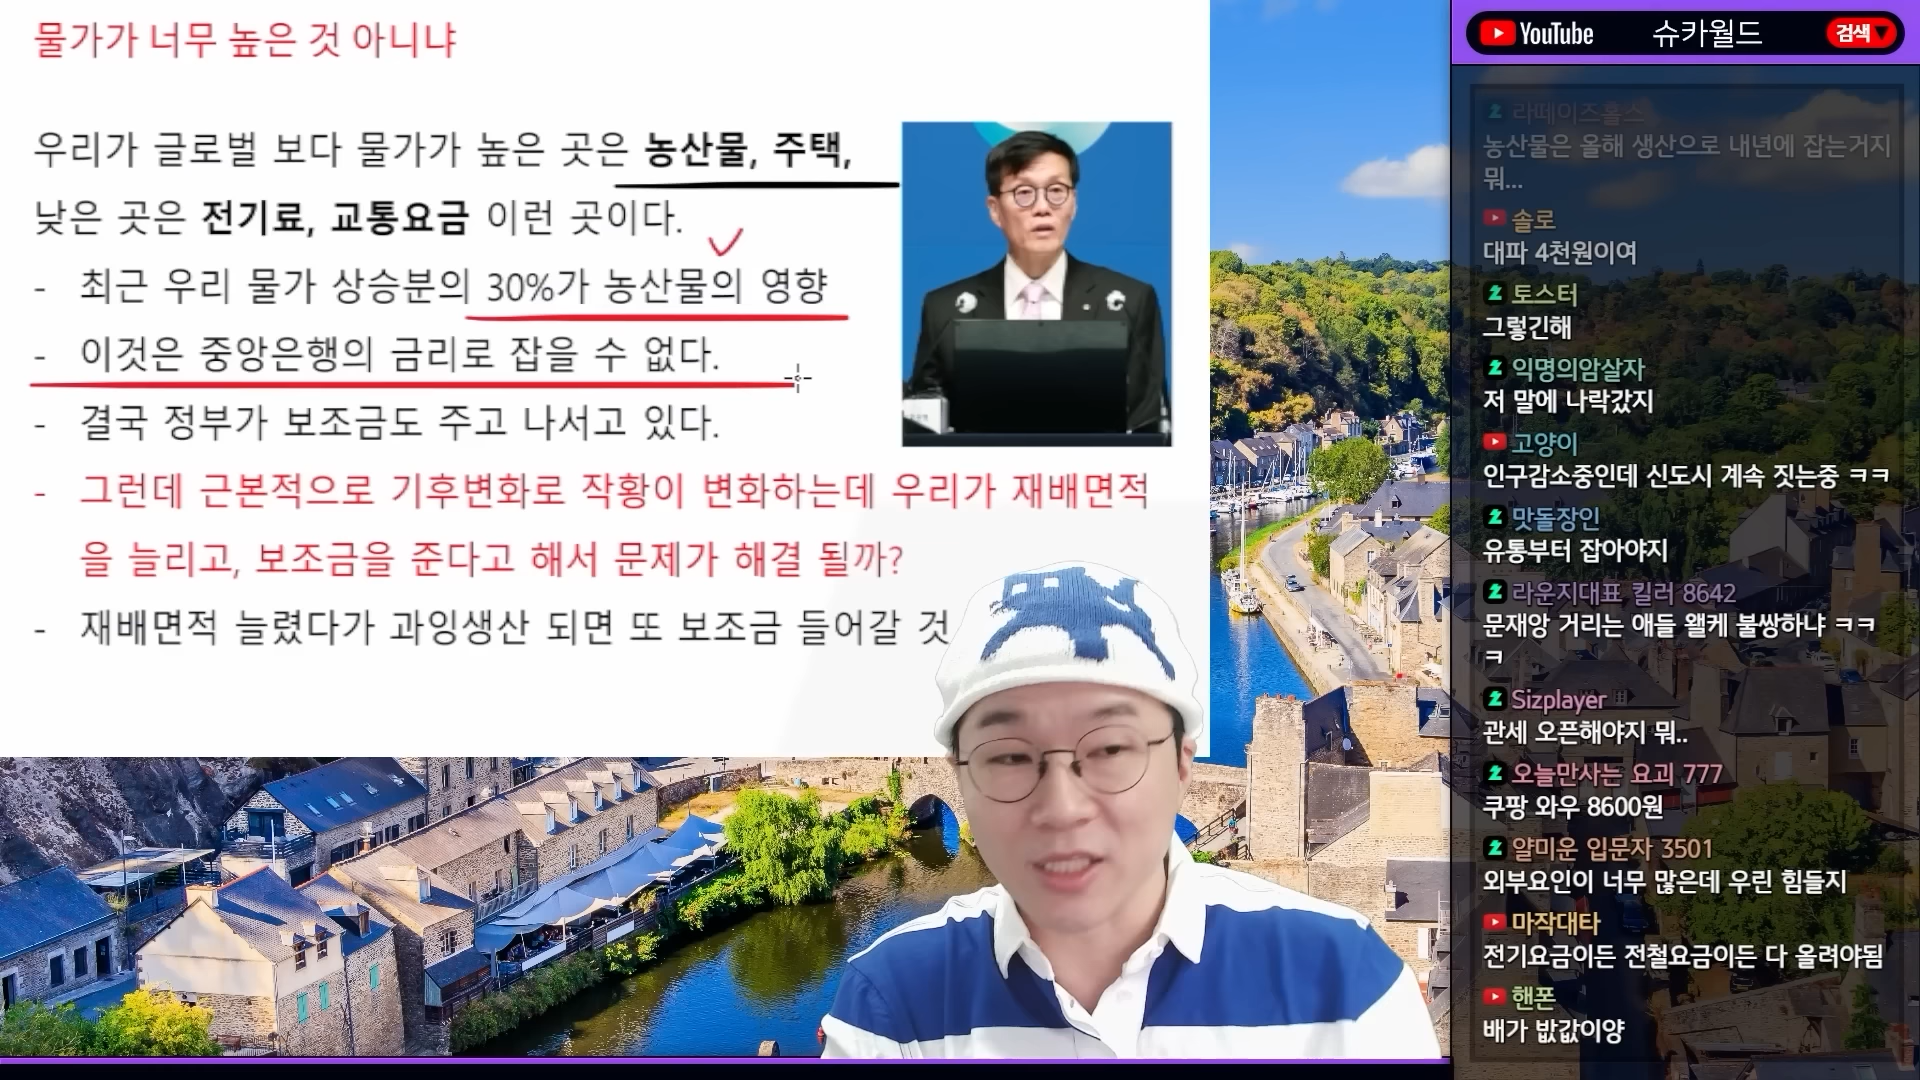 물가가 너무 높은 것 아니냐
우리가 글로벌 보다 물가가 높은 곳은 농산물, 주택,
낮은 곳은 전기료, 교통요금 이런 곳이다.
- 최근 우리 물가 상승분의 30%가 농산물의 영향
- 이것은 중앙은행의 금리로 잡을 수 없다.
- 결국 정부가 보조금도 주고 나서고 있다.
- 그런데 근본적으로 기후변화로 작황이 변화하는데 우리가 재배면적
을 늘리고, 보조금을 준다고 해서 문제가 해결 될까?
- 재배면적 늘렸다가 과잉생산 되면 또 보조금 들어갈 것
YouTube 슈카월드 검색
라떼이즈홀스
농산물은 올해 생산으로 내년에 잡는거지
뭐...
솔로
대파 4천원이여
토스터
그렇긴해
익명의암살자
저 말에 나락갔지
고양이
인구감소중인데 신도시 계속 짓는중 ㅋㅋ
맛돌장인
유통부터 잡아야지
라운지대표 킬러 8642
문재앙 거리는 애들 왤케 불쌍하냐 ㅋㅋ
ㅋ
Sizplayer
관세 오픈해야지 뭐..
오늘만사는 요괴 777
쿠팡 와우 8600원
얄미운 입문자 3501
외부요인이 너무 많은데 우린 힘들지
마작대타
전기요금이든 전철요금이든 다 올려야됨
핸폰
배가 밦값이양